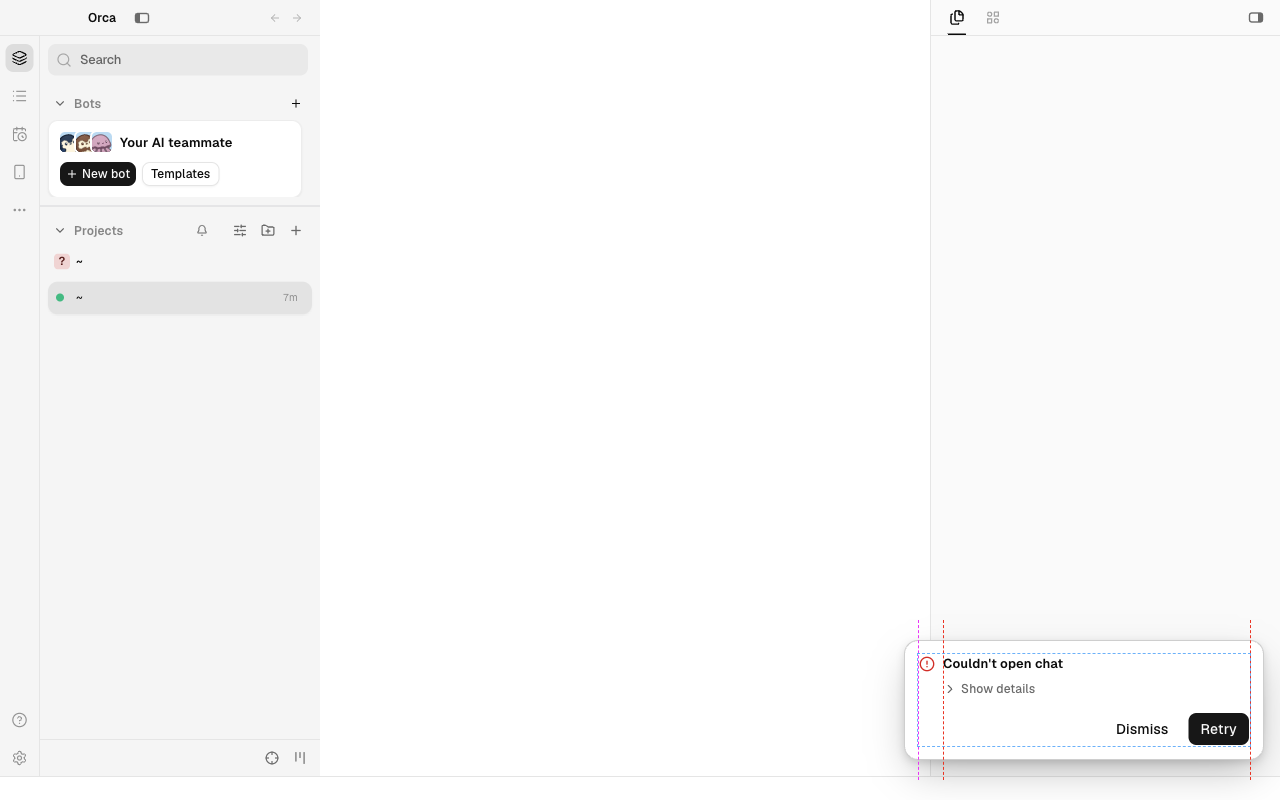 Orca
Search
Bots
Your AI teammate
New bot
Templates
Projects
? ~
~ 7m
Couldn't open chat
Show details
Dismiss
Retry